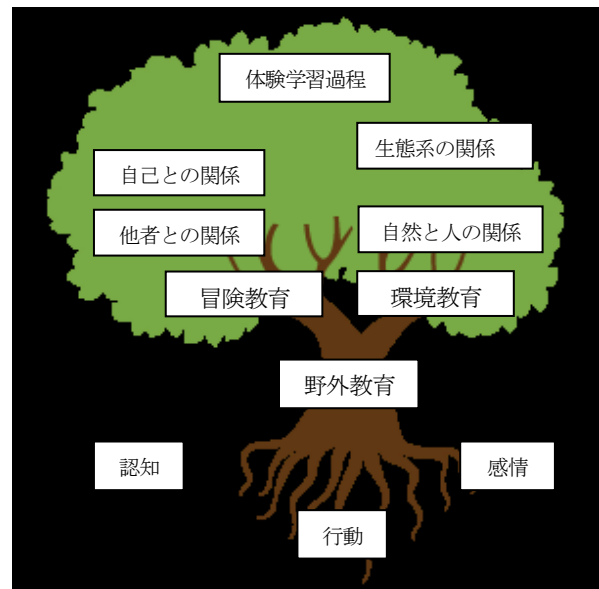 体験学習過程
生態系の関係
自己との関係
他者との関係
自然と人の関係
冒険教育
環境教育
野外教育
認知
感情
行動